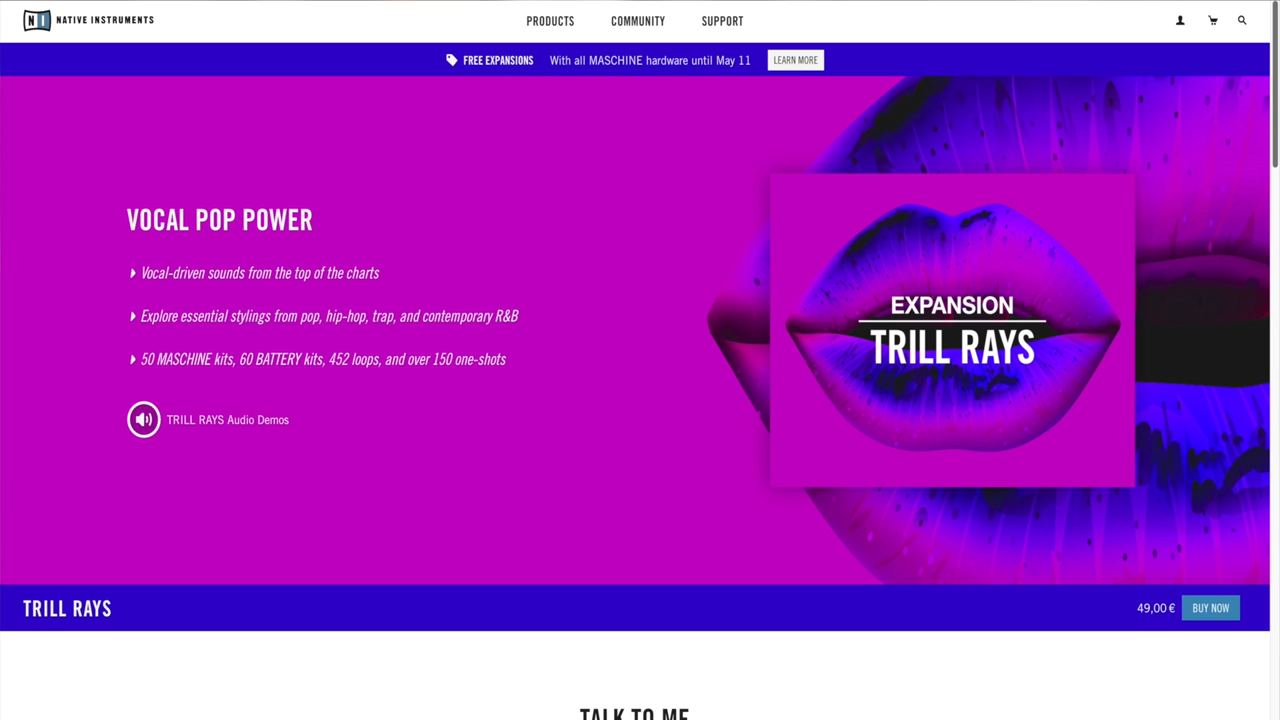 NI NATIVE INSTRUMENTS
PRODUCTS COMMUNITY SUPPORT
FREE EXPANSIONS With all MASCHINE hardware until May 11 LEARN MORE
VOCAL POP POWER
Vocal-driven sounds from the top of the charts
Explore essential stylings from pop, hip-hop, trap, and contemporary R&B
50 MASCHINE kits, 60 BATTERY kits, 452 loops, and over 150 one-shots
TRILL RAYS Audio Demos
EXPANSION
TRILL RAYS
TRILL RAYS 49,00 € BUY NOW
TALK TO ME